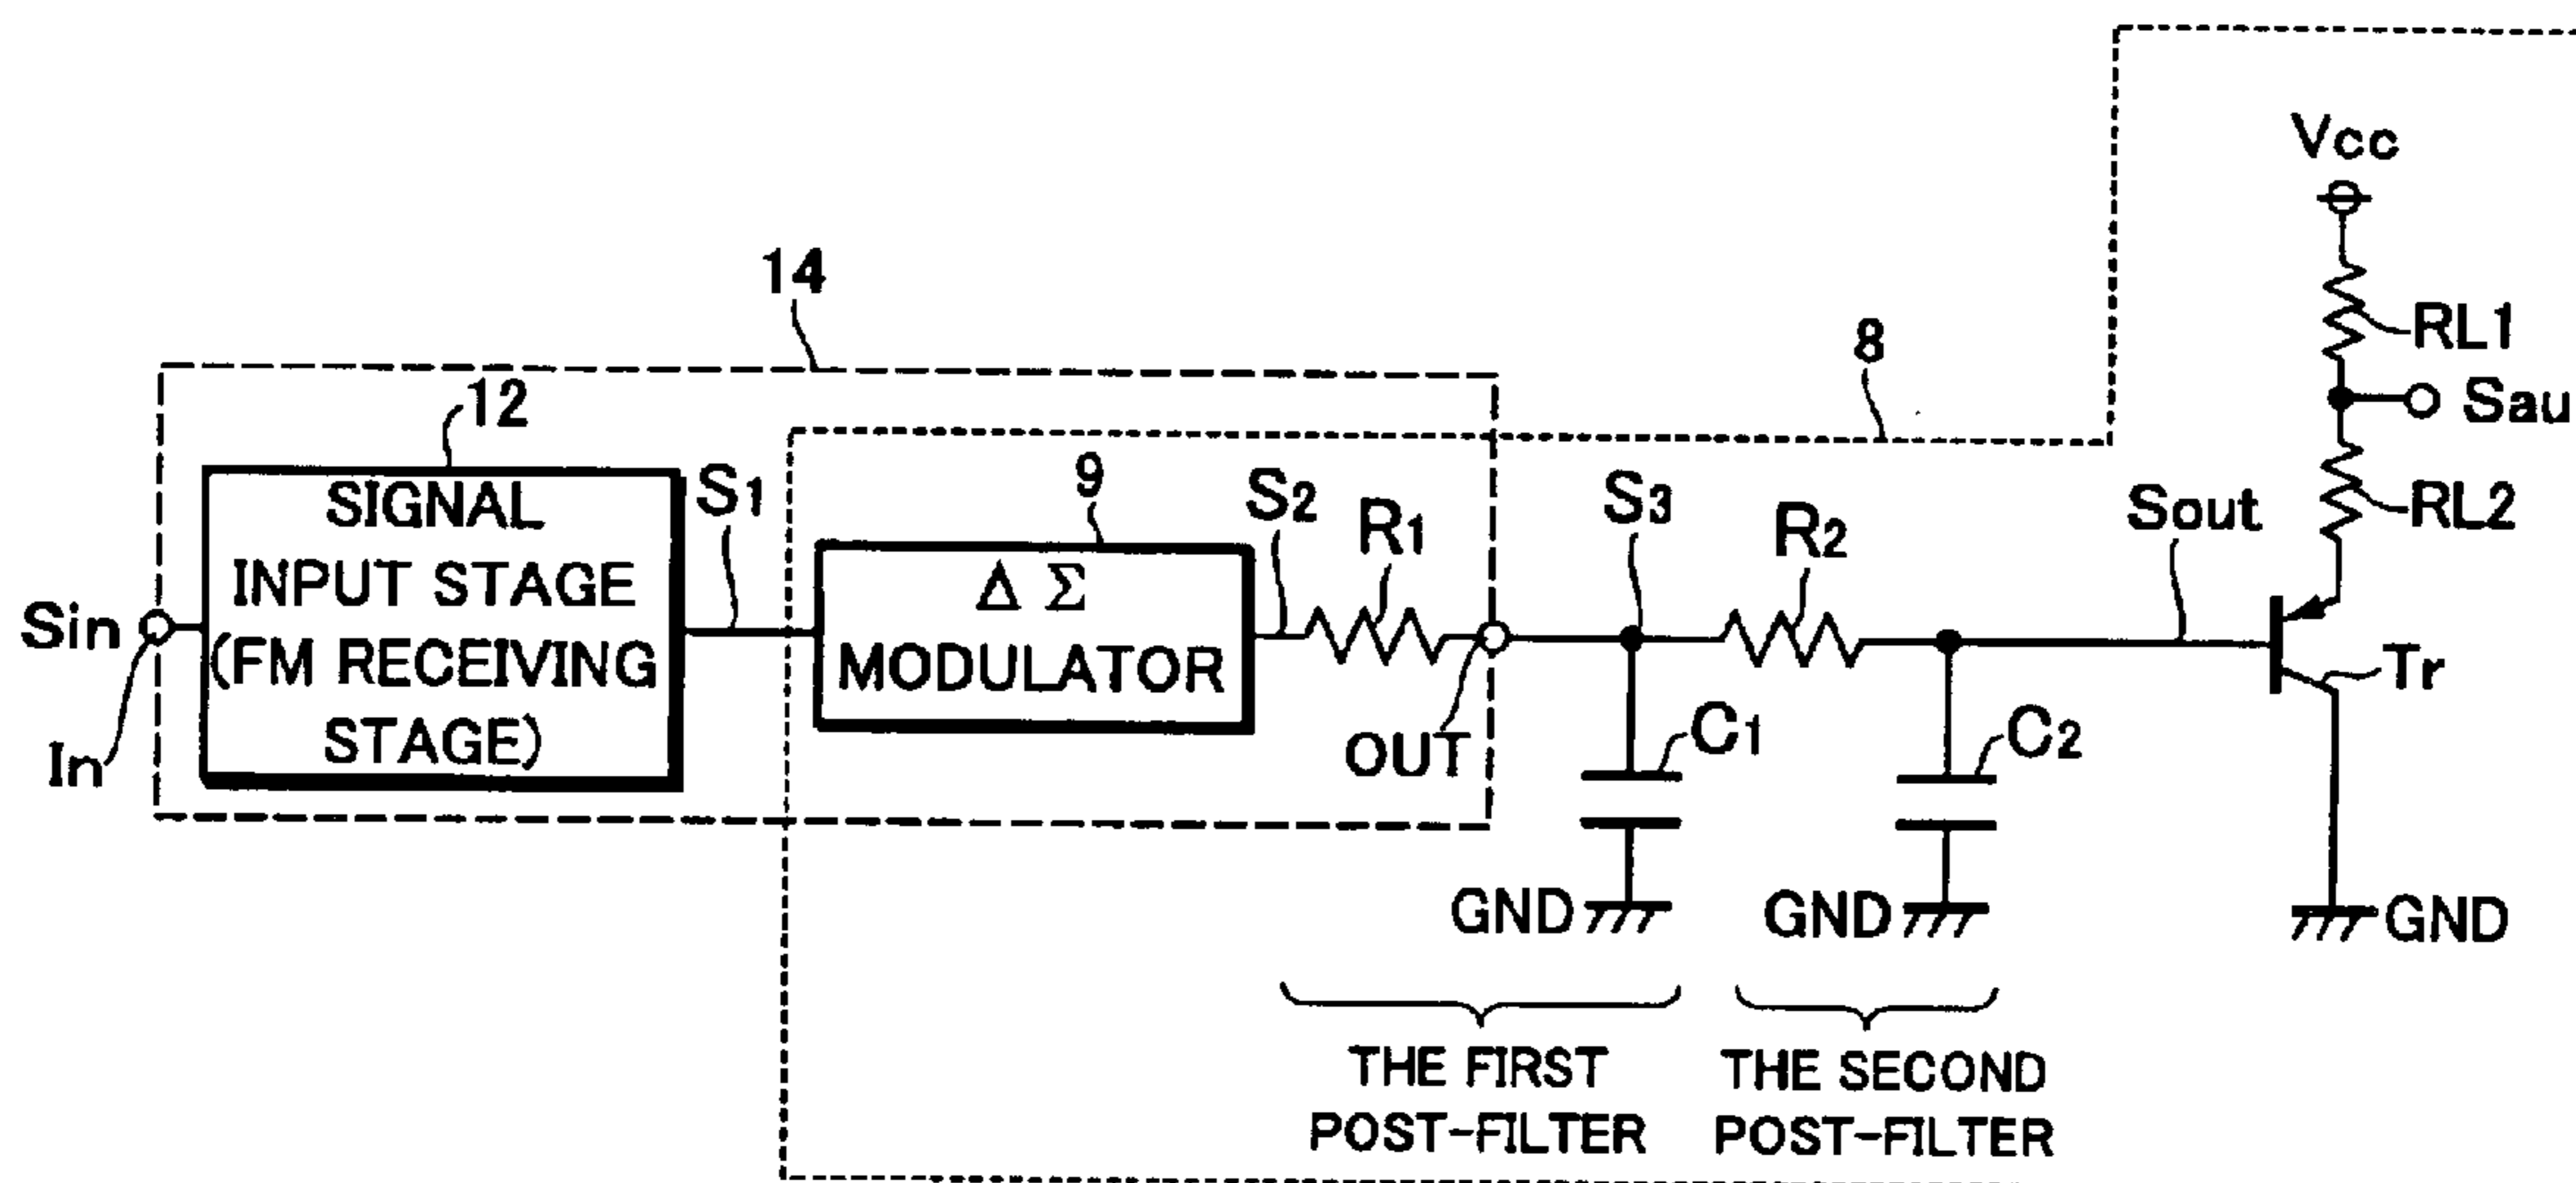 Vcc
14
8
RL1
12
Sau
SIGNAL
INPUT STAGE
(FM RECEIVING
STAGE)
S1
9
S2
R1
S3
R2
Sout
RL2
Sin
In
Δ Σ
MODULATOR
OUT
C1
C2
Tr
GND
GND
GND
THE FIRST
POST-FILTER
THE SECOND
POST-FILTER